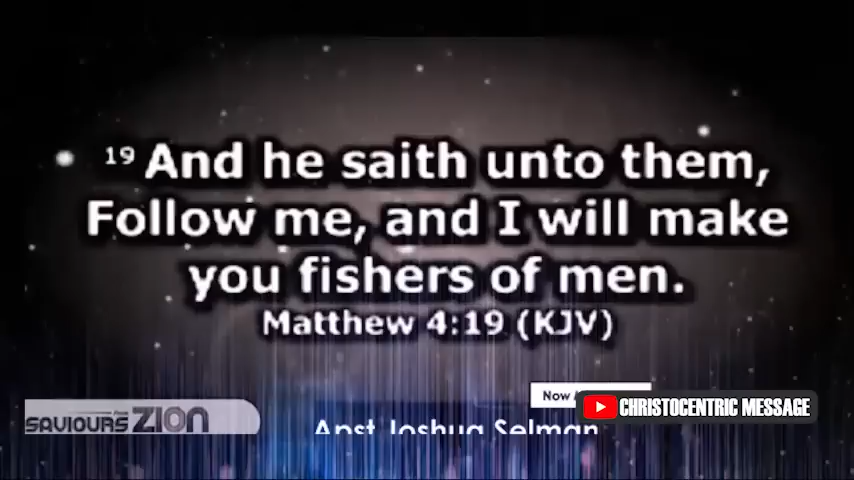 19 And he saith unto them,
Follow me, and I will make
you fishers of men.
Matthew 4:19 (KJV)
Now
CHRISTOCENTRIC MESSAGE
SAVIOURS ZION
Apst Joshua Selman